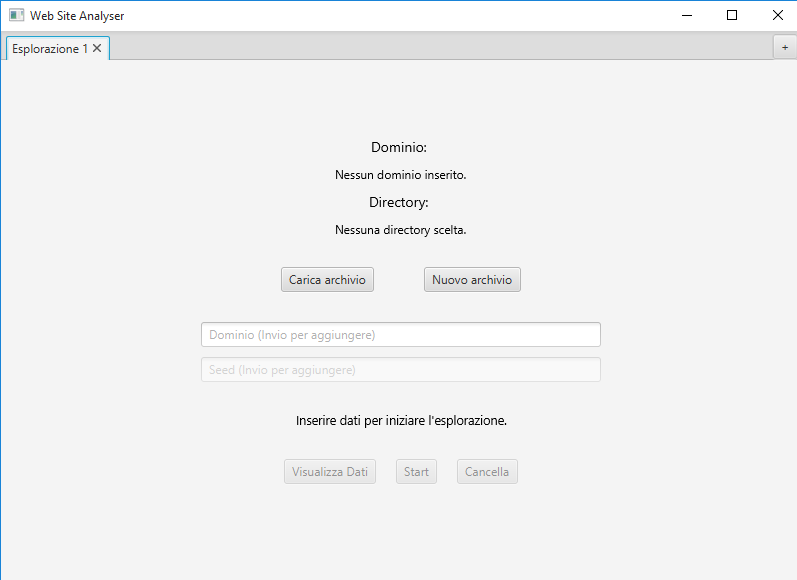 Web Site Analyser
Esplorazione 1
+
Dominio:
Nessun dominio inserito.
Directory:
Nessuna directory scelta.
Carica archivio Nuovo archivio
Dominio (Invio per aggiungere)
Seed (Invio per aggiungere)
Inserire dati per iniziare l'esplorazione.
Visualizza Dati Start Cancella